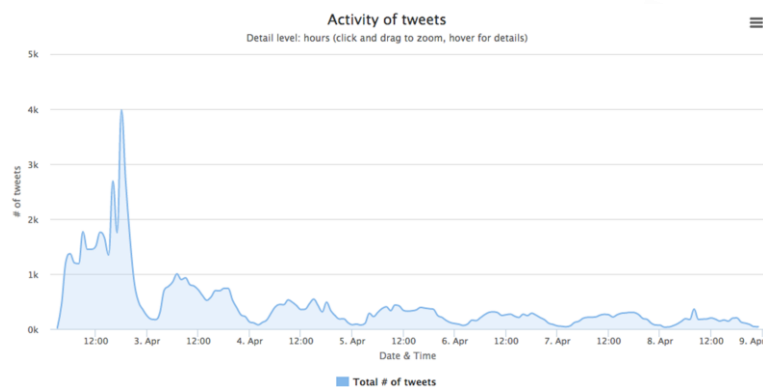 Activity of tweets
Detail level: hours (click and drag to zoom, hover for details)
5k
4k
3k
2k
1k
0k
# of tweets
12:00 3. Apr 12:00 4. Apr 12:00 5. Apr 12:00 6. Apr 12:00 7. Apr 12:00 8. Apr 12:00 9. Apr
Date & Time
Total # of tweets